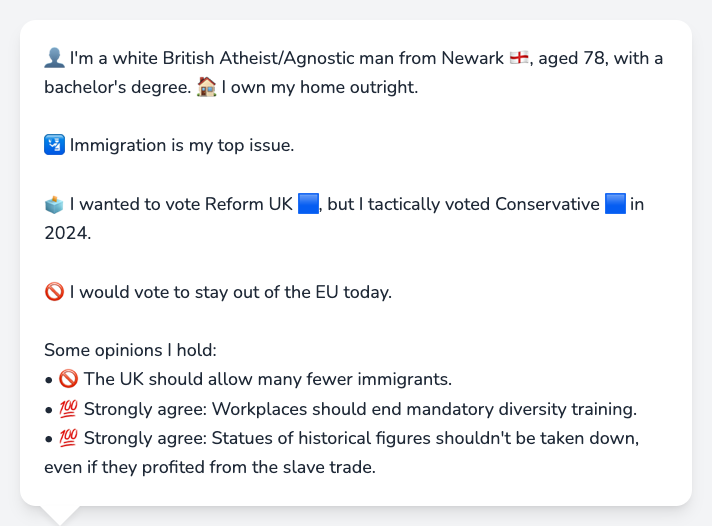 👤 I'm a white British Atheist/Agnostic man from Newark 🏴󠁧󠁢󠁥󠁮󠁧󠁿, aged 78, with a
bachelor's degree. 🏠 I own my home outright.
🛂 Immigration is my top issue.
🗳️ I wanted to vote Reform UK 🟦, but I tactically voted Conservative 🟦 in
2024.
🚫 I would vote to stay out of the EU today.
Some opinions I hold:
• 🚫 The UK should allow many fewer immigrants.
• 💯 Strongly agree: Workplaces should end mandatory diversity training.
• 💯 Strongly agree: Statues of historical figures shouldn't be taken down,
even if they profited from the slave trade.